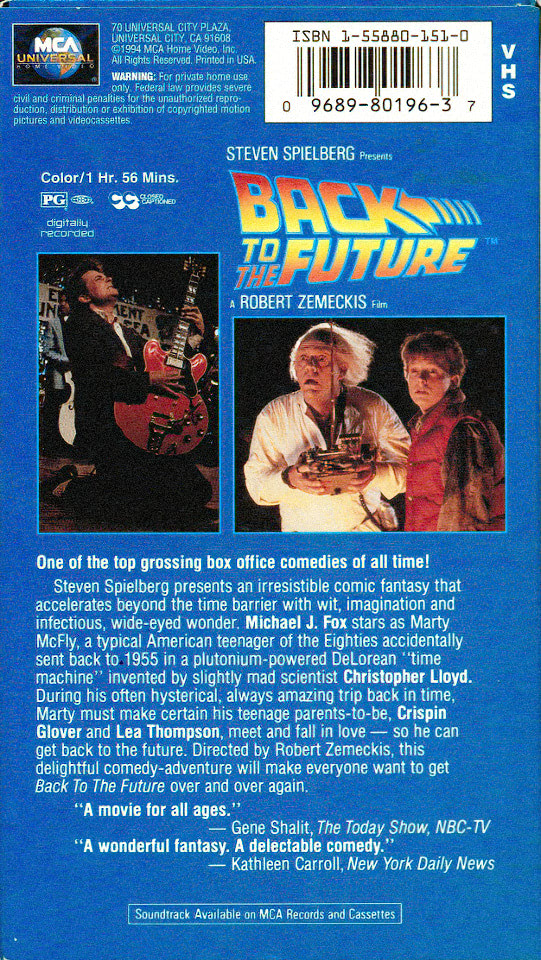 MCA
UNIVERSAL
HOME VIDEO
70 UNIVERSAL CITY PLAZA,
UNIVERSAL CITY, CA 91608.
©1994 MCA Home Video, Inc.
All Rights Reserved. Printed in USA.
WARNING: For private home use
only. Federal law provides severe
civil and criminal penalties for the unauthorized repro-
duction, distribution or exhibition of copyrighted motion
pictures and videocassettes.
ISBN 1-55880-151-0
0 9689-80196-3 7
VHS
Color/1 Hr. 56 Mins.
PG
CC CLOSED
CAPTIONED
digitally
recorded
STEVEN SPIELBERG Presents
BACK
TO
THE FUTURE™
A ROBERT ZEMECKIS Film
One of the top grossing box office comedies of all time!
Steven Spielberg presents an irresistible comic fantasy that
accelerates beyond the time barrier with wit, imagination and
infectious, wide-eyed wonder. Michael J. Fox stars as Marty
McFly, a typical American teenager of the Eighties accidentally
sent back to 1955 in a plutonium-powered DeLorean "time
machine" invented by slightly mad scientist Christopher Lloyd.
During his often hysterical, always amazing trip back in time,
Marty must make certain his teenage parents-to-be, Crispin
Glover and Lea Thompson, meet and fall in love — so he can
get back to the future. Directed by Robert Zemeckis, this
delightful comedy-adventure will make everyone want to get
Back To The Future over and over again.
"A movie for all ages."
— Gene Shalit, The Today Show, NBC-TV
"A wonderful fantasy. A delectable comedy."
— Kathleen Carroll, New York Daily News
Soundtrack Available on MCA Records and Cassettes